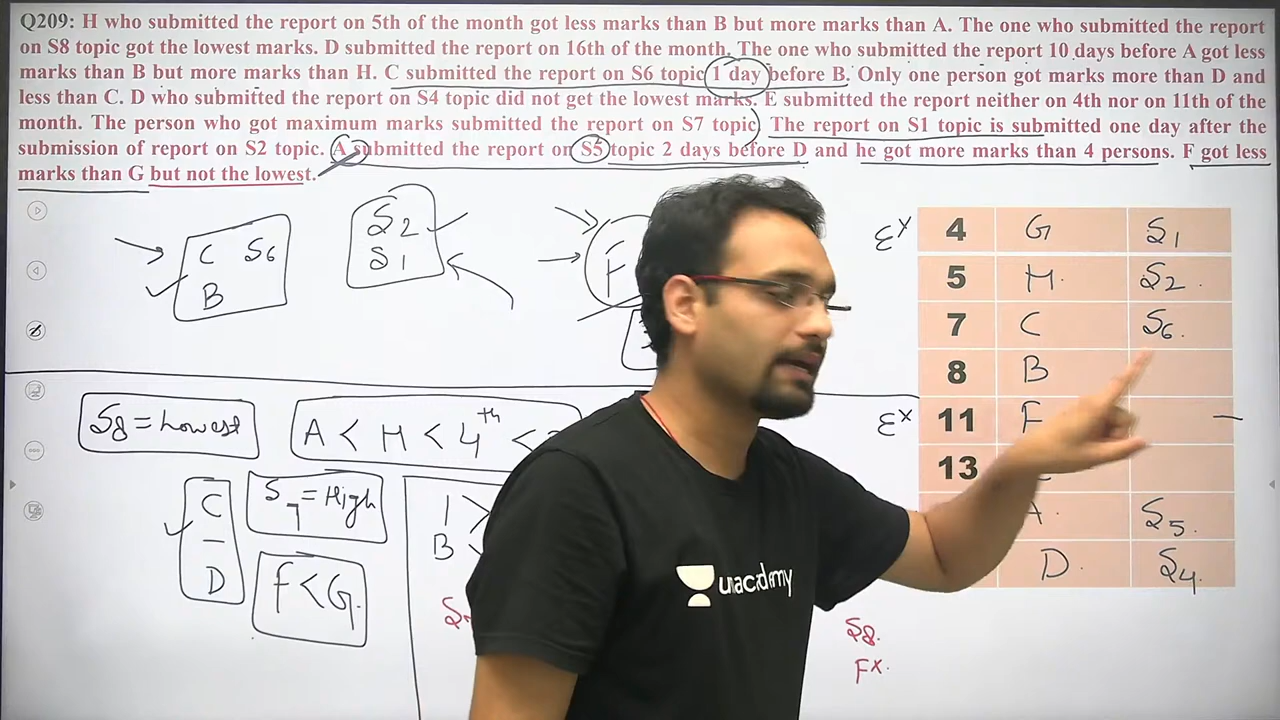 Q209: H who submitted the report on 5th of the month got less marks than B but more marks than A. The one who submitted the report
on S8 topic got the lowest marks. D submitted the report on 16th of the month. The one who submitted the report 10 days before A got less
marks than B but more marks than H. C submitted the report on S6 topic 1 day before B. Only one person got marks more than D and
less than C. D who submitted the report on S4 topic did not get the lowest marks. E submitted the report neither on 4th nor on 11th of the
month. The person who got maximum marks submitted the report on S7 topic. The report on S1 topic is submitted one day after the
submission of report on S2 topic. A submitted the report on S5 topic 2 days before D and he got more marks than 4 persons. F got less
marks than G but not the lowest.
C S6
B
S2
S1
F
S8 = Lowest
A < H < 4th <
C
D
S7 = High
F < G.
1 >
B
Ex 4 G S1
5 H. S2.
7 C S6.
8 B
Ex 11 F
13
A. S5.
D. S4.
S8.
Fx.
unacademy